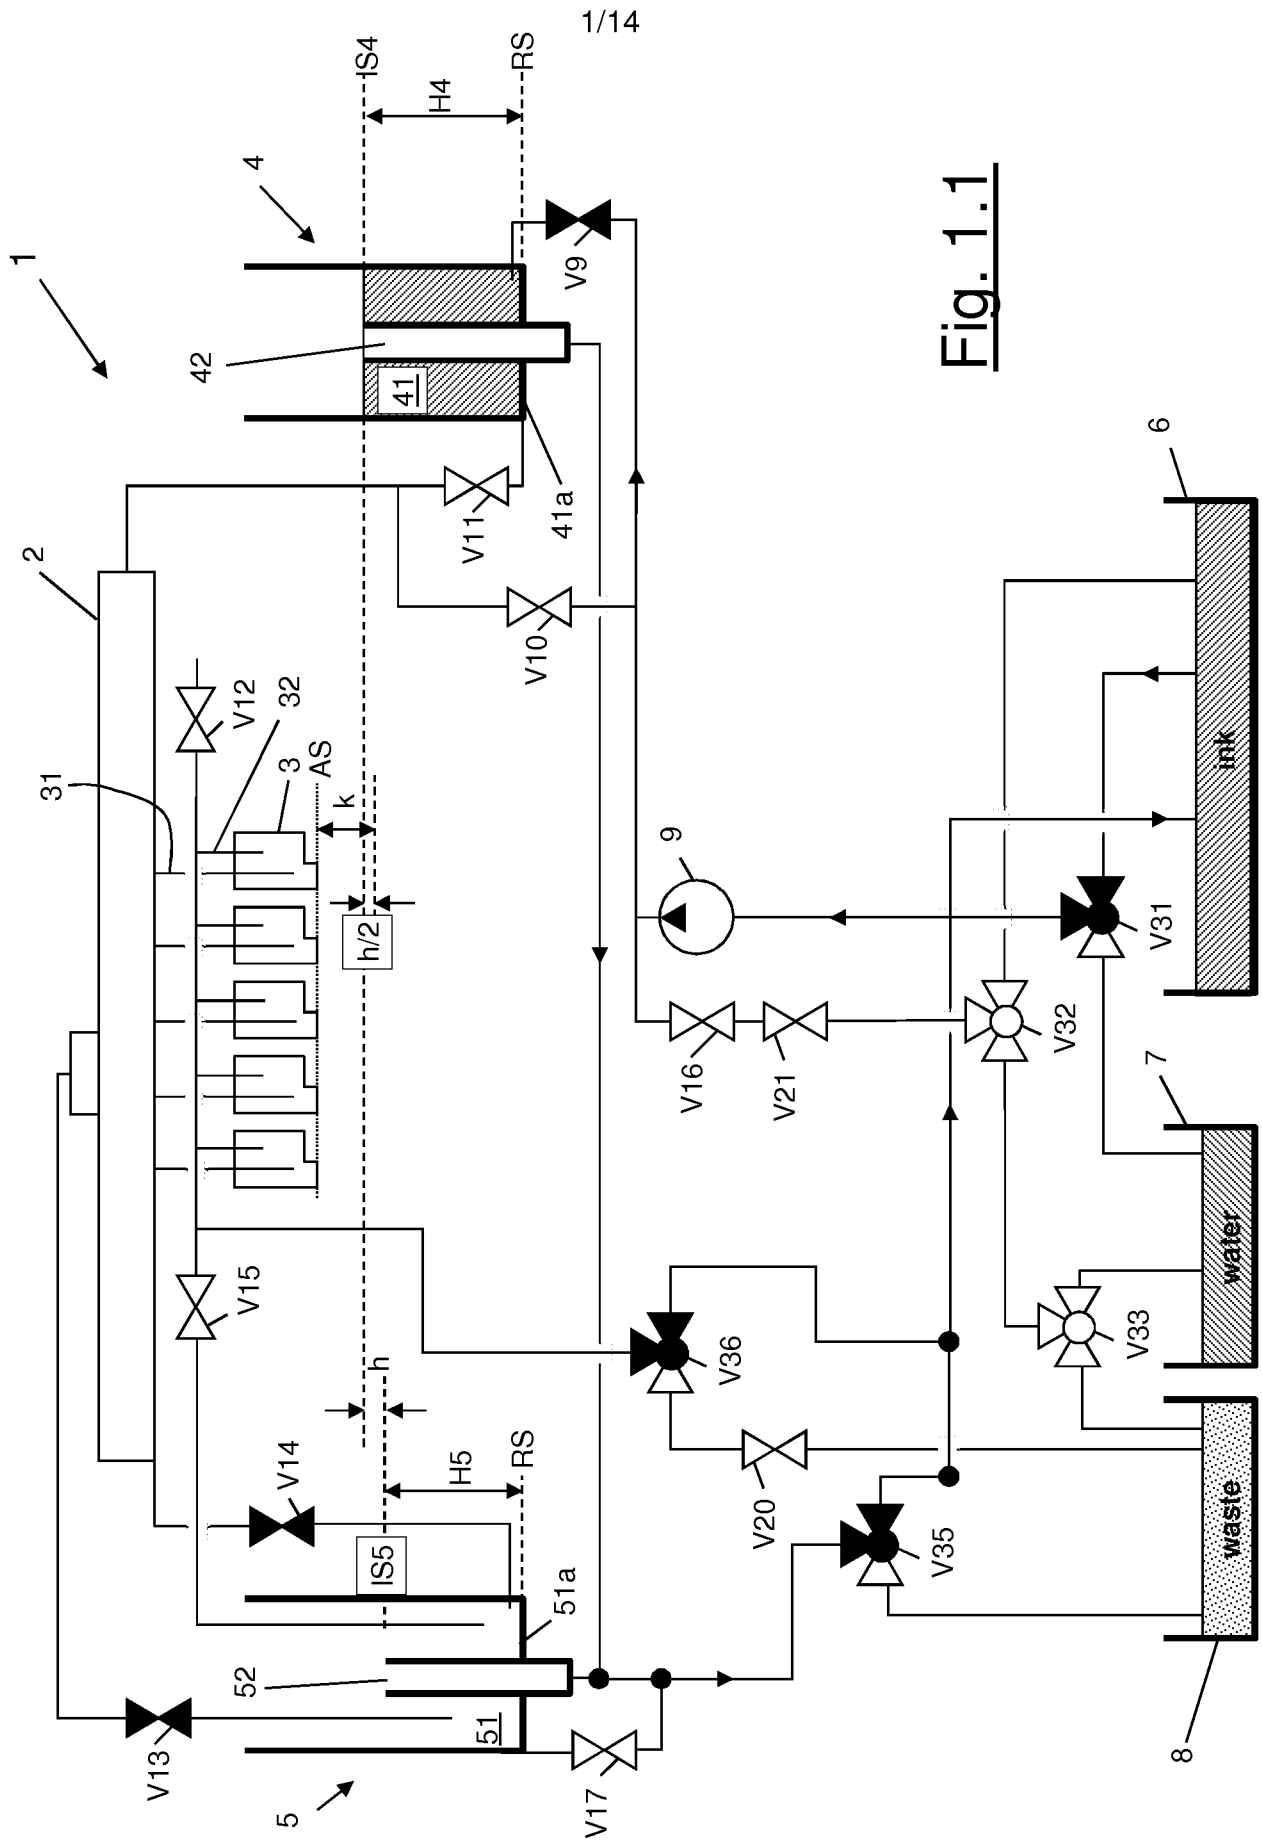 1/14
Fig. 1.1
1
2
4
IS4
RS
H4
42
41
41a
V9
V11
V10
31
V12
32
3
AS
k
h/2
h
V15
V14
IS5
H5
RS
51a
52
51
5
V13
V17
9
V16
V21
V32
V31
V36
V20
V35
V33
6
ink
7
water
8
waste